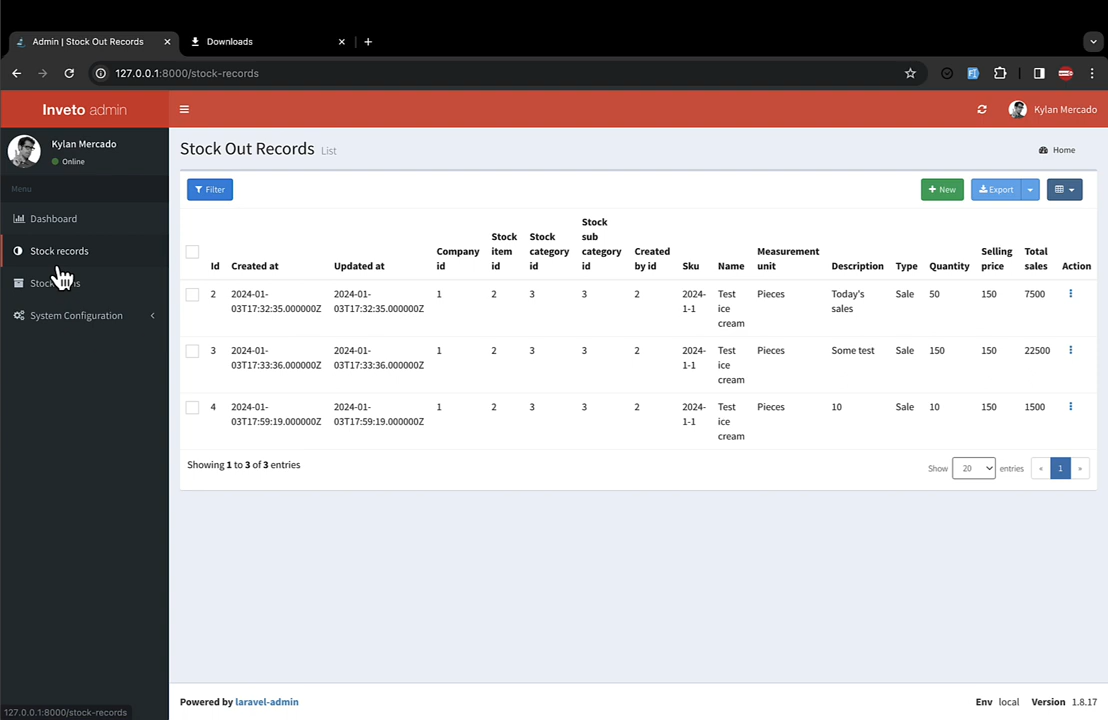 Admin | Stock Out Records
Downloads
127.0.0.1:8000/stock-records
Inveto admin
Kylan Mercado
Kylan Mercado
Online
Stock Out Records List
Home
Menu
Filter
New
Export
Dashboard
Stock records
Stock
System Configuration
Id Created at Updated at Company id Stock item id Stock category id Stock sub category id Created by id Sku Name Measurement unit Description Type Quantity Selling price Total sales Action
2 2024-01-03T17:32:35.000000Z 2024-01-03T17:32:35.000000Z 1 2 3 3 2 2024-1-1 Test ice cream Pieces Today's sales Sale 50 150 7500
3 2024-01-03T17:33:36.000000Z 2024-01-03T17:33:36.000000Z 1 2 3 3 2 2024-1-1 Test ice cream Pieces Some test Sale 150 150 22500
4 2024-01-03T17:59:19.000000Z 2024-01-03T17:59:19.000000Z 1 2 3 3 2 2024-1-1 Test ice cream Pieces 10 Sale 10 150 1500
Showing 1 to 3 of 3 entries
Show 20 entries « 1 »
Powered by laravel-admin
Env local Version 1.8.17
127.0.0.1:8000/stock-records